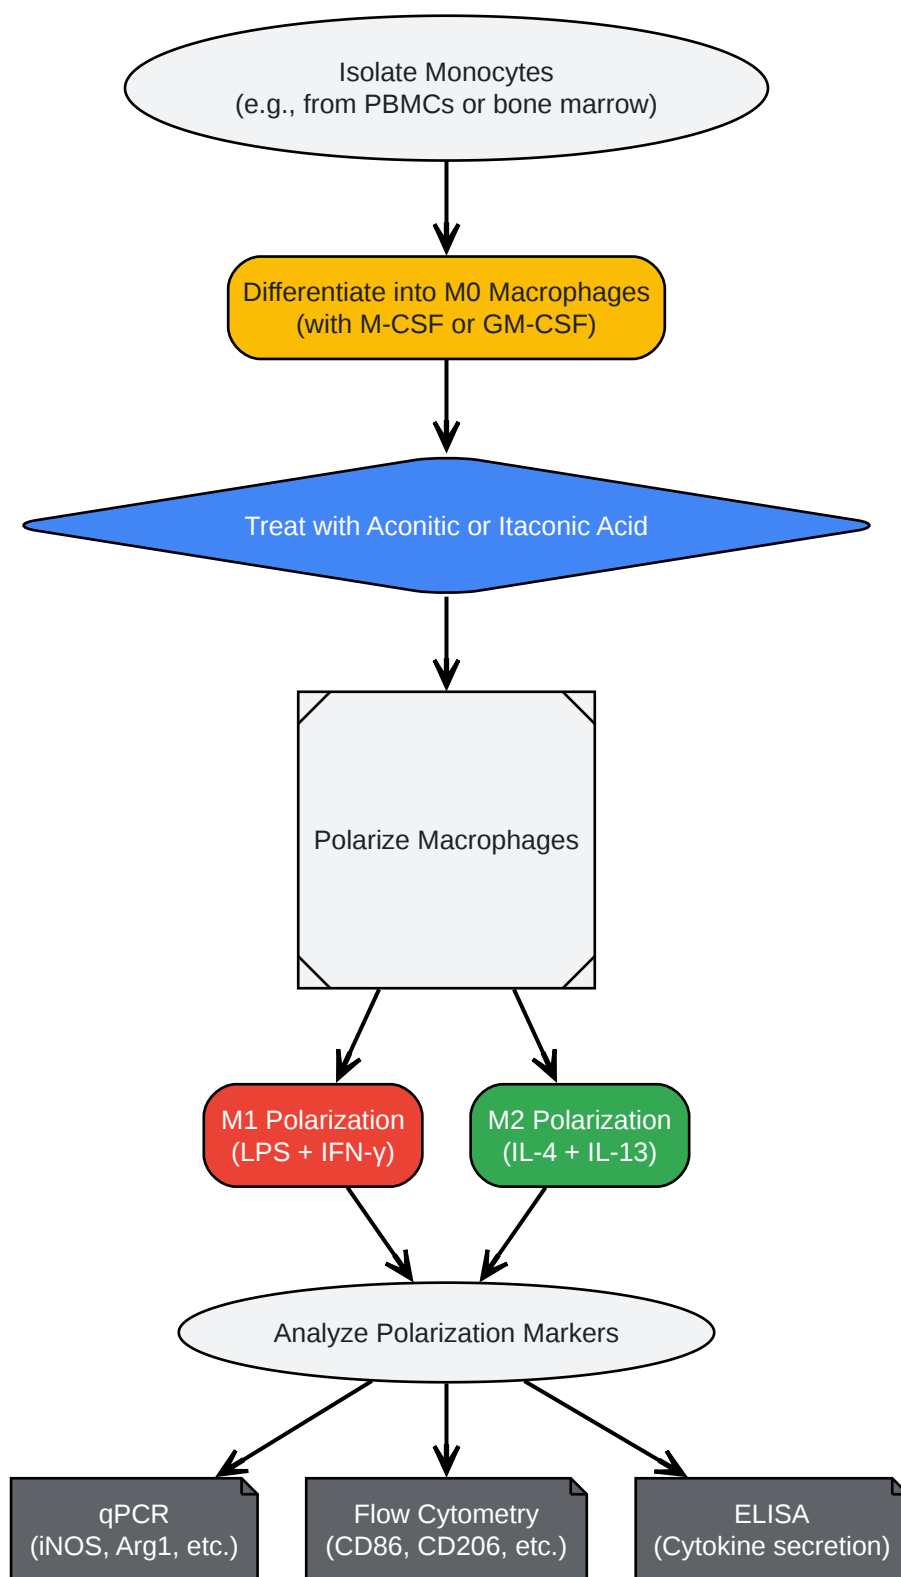 Isolate Monocytes
(e.g., from PBMCs or bone marrow)
Differentiate into M0 Macrophages
(with M-CSF or GM-CSF)
Treat with Aconitic or Itaconic Acid
Polarize Macrophages
M1 Polarization
(LPS + IFN-γ)
M2 Polarization
(IL-4 + IL-13)
Analyze Polarization Markers
qPCR
(iNOS, Arg1, etc.)
Flow Cytometry
(CD86, CD206, etc.)
ELISA
(Cytokine secretion)